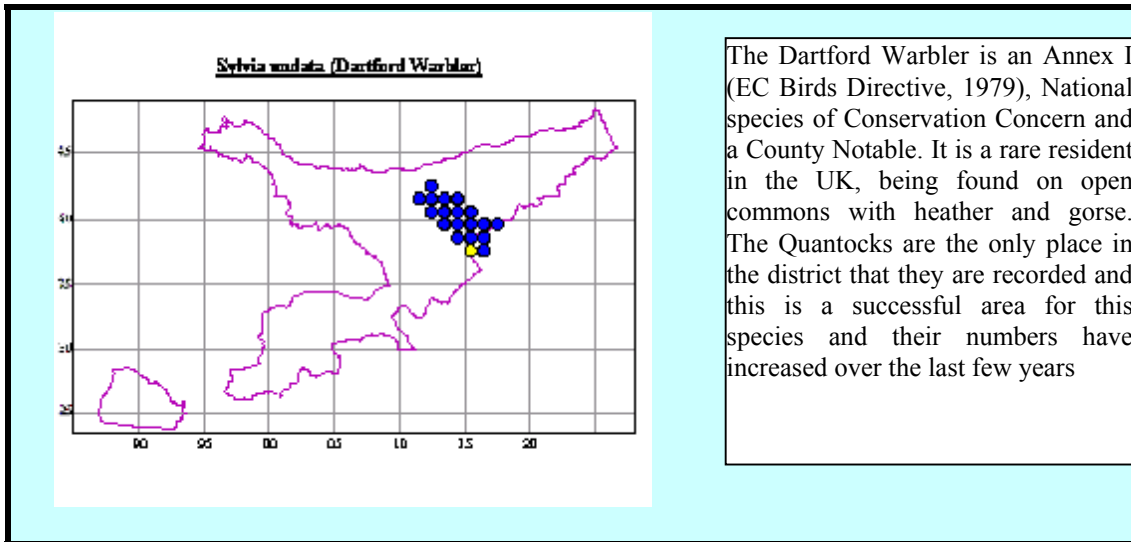 Sylvia undata (Dartford Warbler)
45
40
35
30
25
90
95
00
05
10
15
20
The Dartford Warbler is an Annex I
(EC Birds Directive, 1979), National
species of Conservation Concern and
a County Notable. It is a rare resident
in the UK, being found on open
commons with heather and gorse.
The Quantocks are the only place in
the district that they are recorded and
this is a successful area for this
species and their numbers have
increased over the last few years